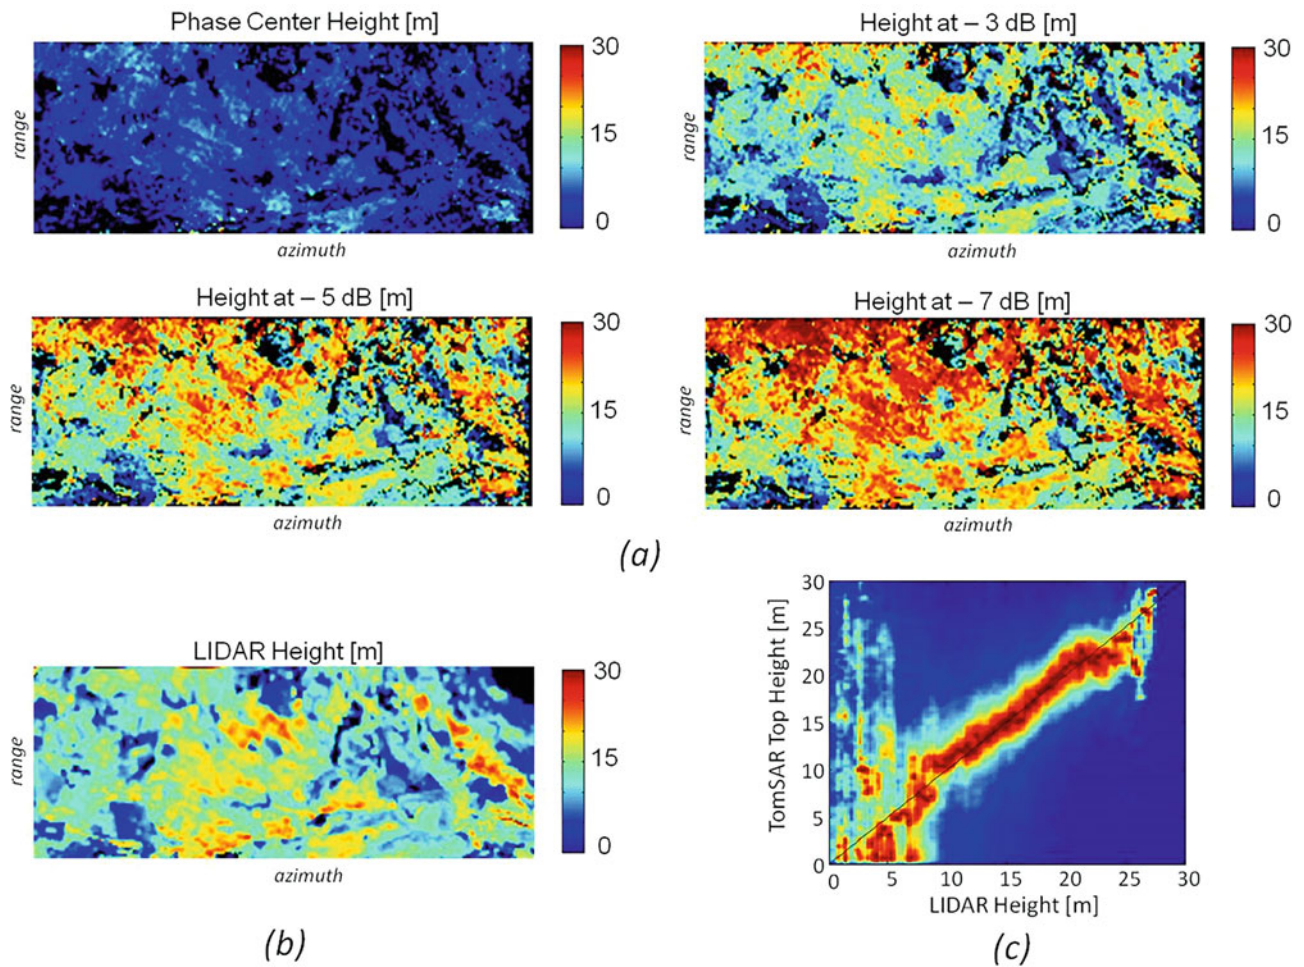 Phase Center Height [m]
range
azimuth
30
15
0
Height at – 3 dB [m]
range
azimuth
30
15
0
Height at – 5 dB [m]
range
azimuth
30
15
0
Height at – 7 dB [m]
range
azimuth
30
15
0
(a)
LIDAR Height [m]
range
azimuth
30
15
0
(b)
TomSAR Top Height [m]
30
25
20
15
10
5
0
0 5 10 15 20 25 30
LIDAR Height [m]
(c)